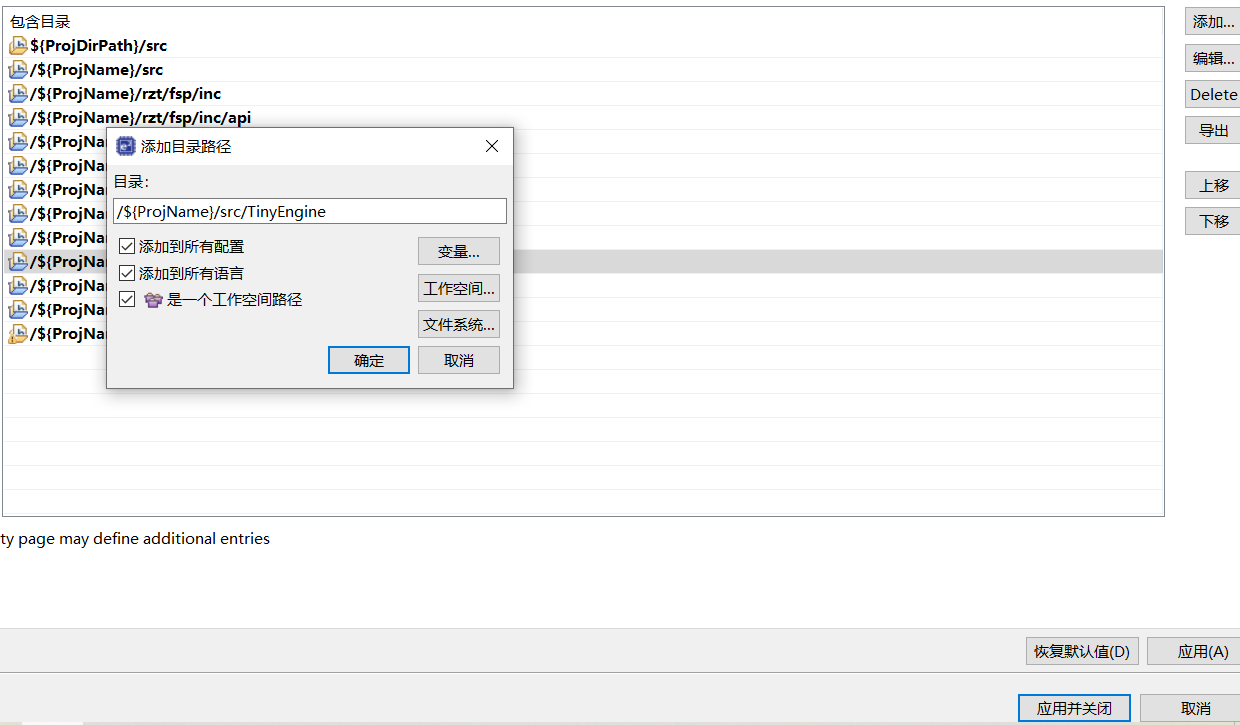 包含目录
${ProjDirPath}/src
/${ProjName}/src
/${ProjName}/rzt/fsp/inc
/${ProjName}/rzt/fsp/inc/api
/${ProjNa
/${ProjNa
/${ProjNa
/${ProjNa
/${ProjNa
/${ProjNa
/${ProjNa
/${ProjNa
/${ProjNa
添加目录路径
目录:
/${ProjName}/src/TinyEngine
添加到所有配置
添加到所有语言
是一个工作空间路径
变量...
工作空间...
文件系统...
确定
取消
添加...
编辑...
Delete
导出
上移
下移
ty page may define additional entries
恢复默认值(D)
应用(A)
应用并关闭
取消